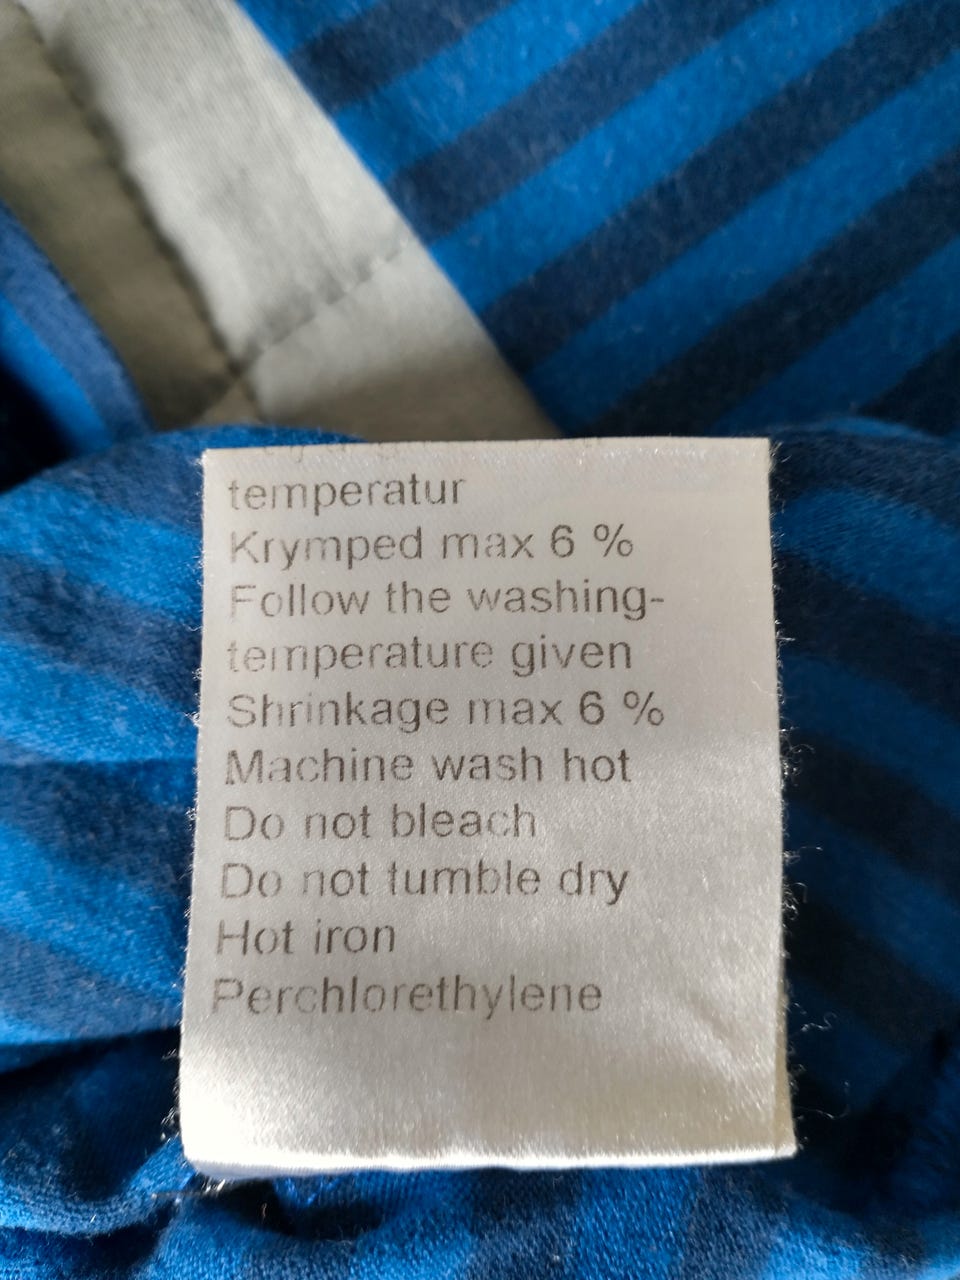 temperatur
Krymped max 6 %
Follow the washing-
temperature given
Shrinkage max 6 %
Machine wash hot
Do not bleach
Do not tumble dry
Hot iron
Perchlorethylene